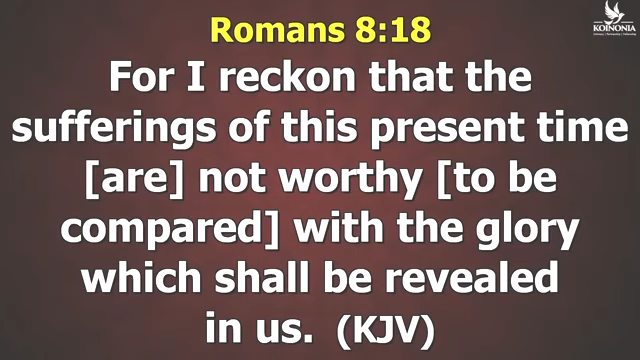 Romans 8:18
KOINONIA
For I reckon that the
sufferings of this present time
[are] not worthy [to be
compared] with the glory
which shall be revealed
in us. (KJV)